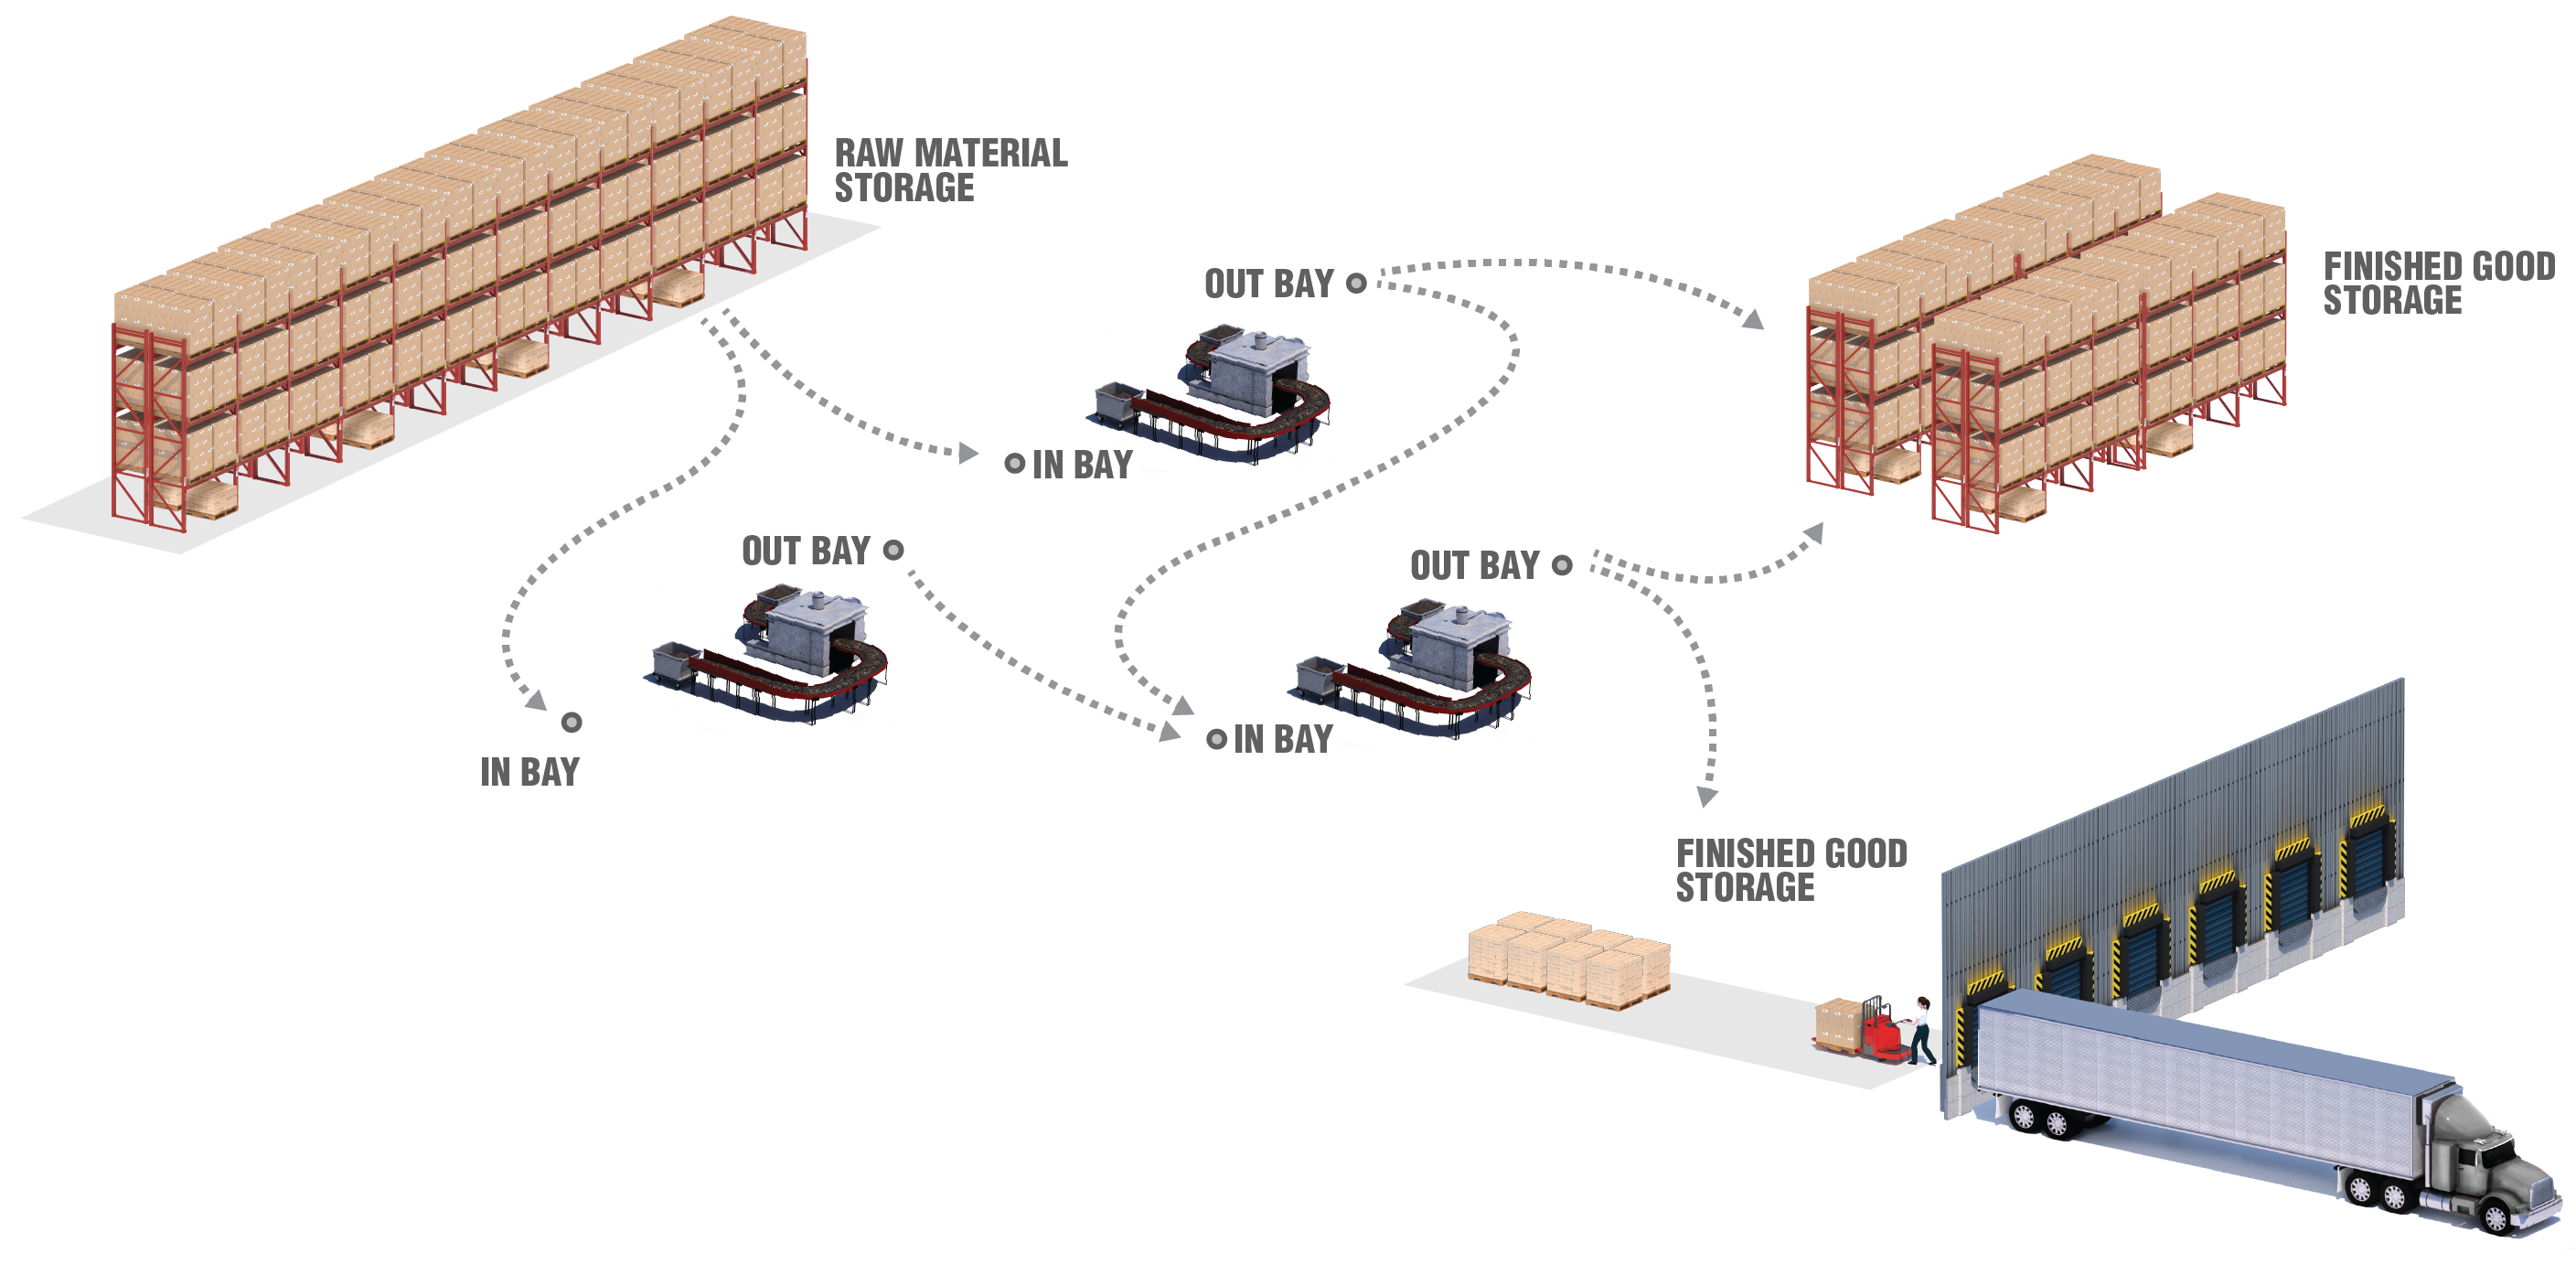 RAW MATERIAL
STORAGE
OUT BAY
FINISHED GOOD
STORAGE
IN BAY
OUT BAY
OUT BAY
IN BAY
IN BAY
FINISHED GOOD
STORAGE